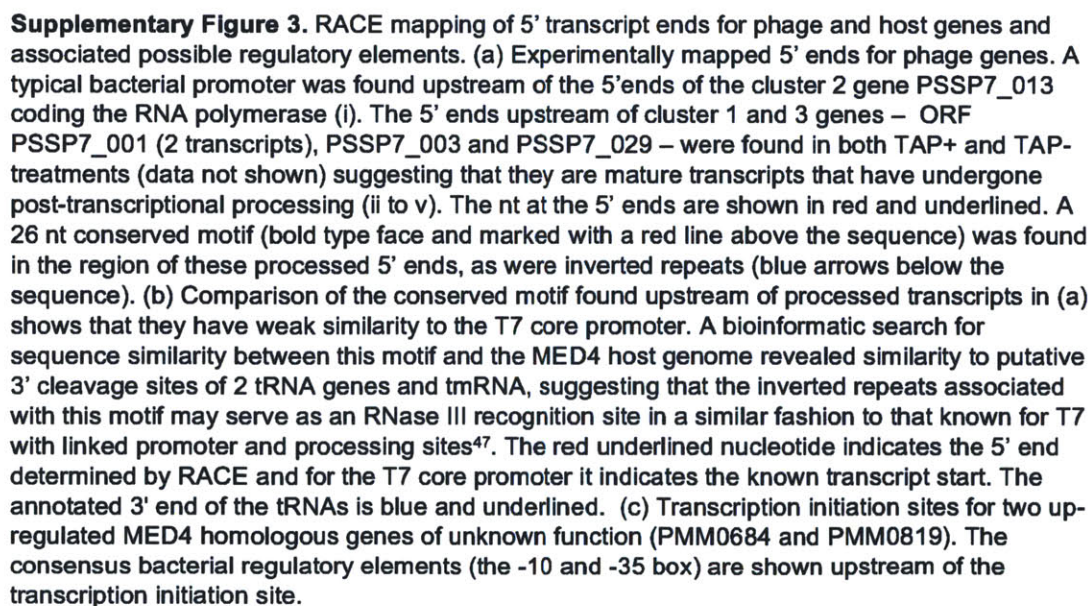 Supplementary Figure 3. RACE mapping of 5' transcript ends for phage and host genes and
associated possible regulatory elements. (a) Experimentally mapped 5' ends for phage genes. A
typical bacterial promoter was found upstream of the 5'ends of the cluster 2 gene PSSP7_013
coding the RNA polymerase (i). The 5' ends upstream of cluster 1 and 3 genes – ORF
PSSP7_001 (2 transcripts), PSSP7_003 and PSSP7_029 – were found in both TAP+ and TAP-
treatments (data not shown) suggesting that they are mature transcripts that have undergone
post-transcriptional processing (ii to v). The nt at the 5' ends are shown in red and underlined. A
26 nt conserved motif (bold type face and marked with a red line above the sequence) was found
in the region of these processed 5' ends, as were inverted repeats (blue arrows below the
sequence). (b) Comparison of the conserved motif found upstream of processed transcripts in (a)
shows that they have weak similarity to the T7 core promoter. A bioinformatic search for
sequence similarity between this motif and the MED4 host genome revealed similarity to putative
3' cleavage sites of 2 tRNA genes and tmRNA, suggesting that the inverted repeats associated
with this motif may serve as an RNase III recognition site in a similar fashion to that known for T7
with linked promoter and processing sites⁴⁷. The red underlined nucleotide indicates the 5' end
determined by RACE and for the T7 core promoter it indicates the known transcript start. The
annotated 3' end of the tRNAs is blue and underlined. (c) Transcription initiation sites for two up-
regulated MED4 homologous genes of unknown function (PMM0684 and PMM0819). The
consensus bacterial regulatory elements (the -10 and -35 box) are shown upstream of the
transcription initiation site.